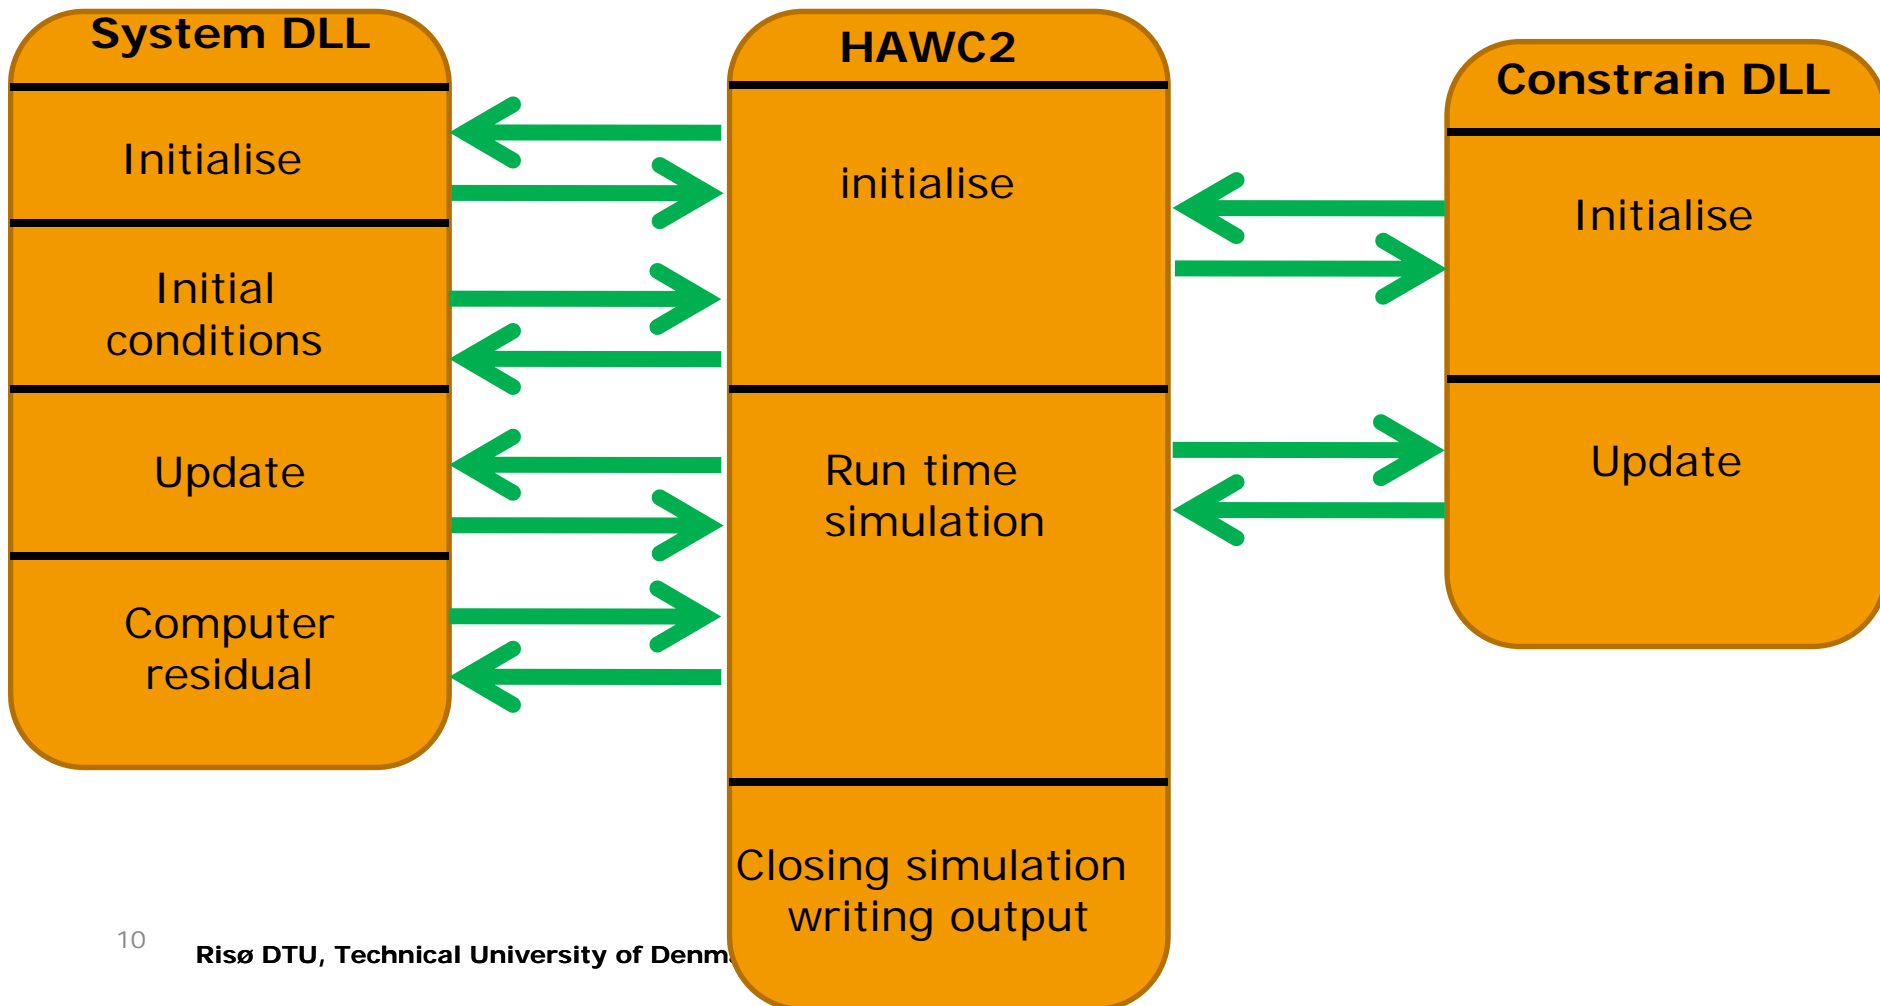 System DLL
Initialise
Initial
conditions
Update
Computer
residual
HAWC2
initialise
Run time
simulation
Closing simulation
writing output
Constrain DLL
Initialise
Update
10
Risø DTU, Technical University of